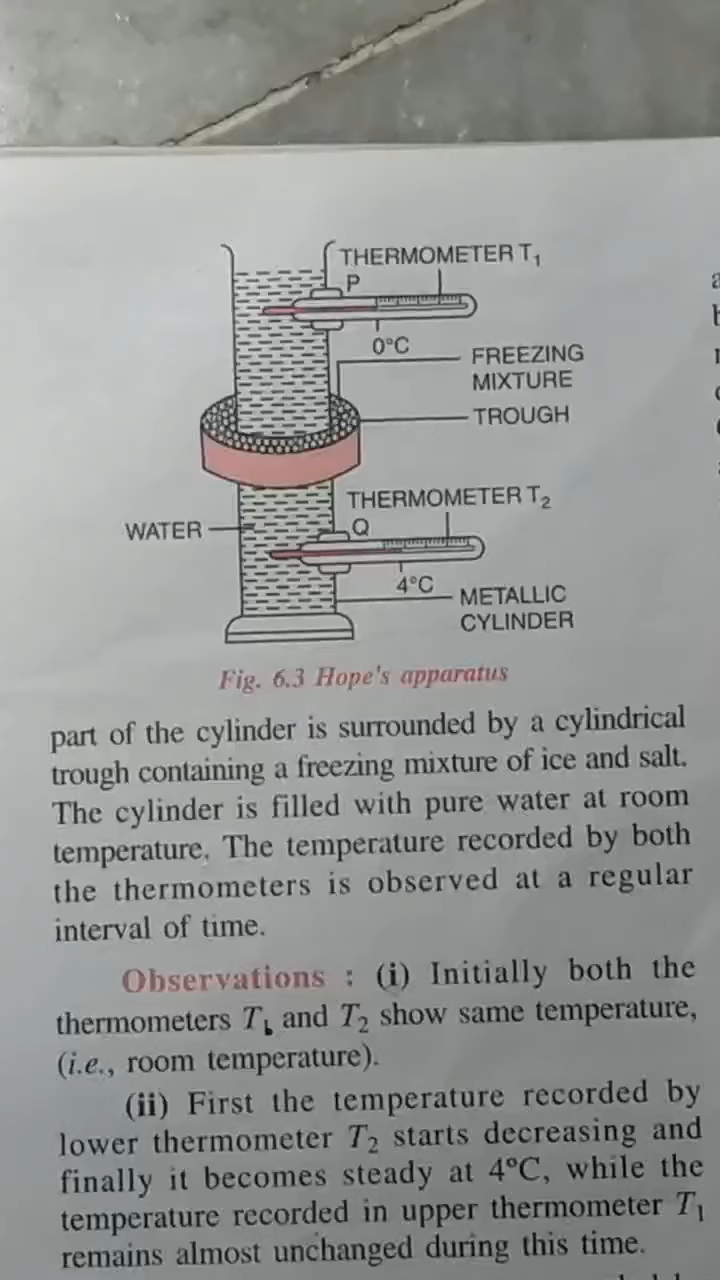 THERMOMETER T₁
P
0°C
FREEZING
MIXTURE
TROUGH
THERMOMETER T₂
WATER
Q
4°C
METALLIC
CYLINDER
Fig. 6.3 Hope's apparatus
part of the cylinder is surrounded by a cylindrical
trough containing a freezing mixture of ice and salt.
The cylinder is filled with pure water at room
temperature. The temperature recorded by both
the thermometers is observed at a regular
interval of time.
Observations : (i) Initially both the
thermometers T₁ and T₂ show same temperature,
(i.e., room temperature).
(ii) First the temperature recorded by
lower thermometer T₂ starts decreasing and
finally it becomes steady at 4°C, while the
temperature recorded in upper thermometer T₁
remains almost unchanged during this time.